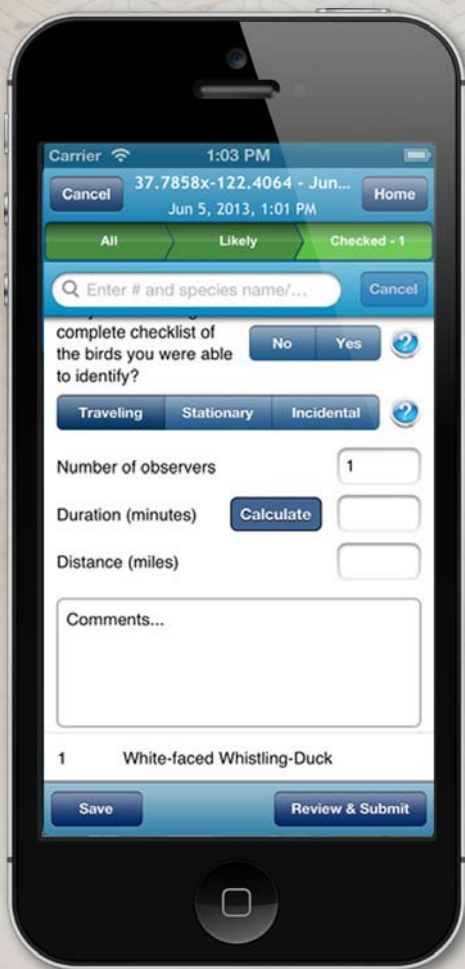 Carrier 1:03 PM
Cancel 37.7858x-122.4064 - Jun... Home
Jun 5, 2013, 1:01 PM
All Likely Checked - 1
Enter # and species name/... Cancel
complete checklist of
the birds you were able
to identify?
No Yes ?
Traveling Stationary Incidental ?
Number of observers 1
Duration (minutes) Calculate
Distance (miles)
Comments...
1 White-faced Whistling-Duck
Save Review & Submit